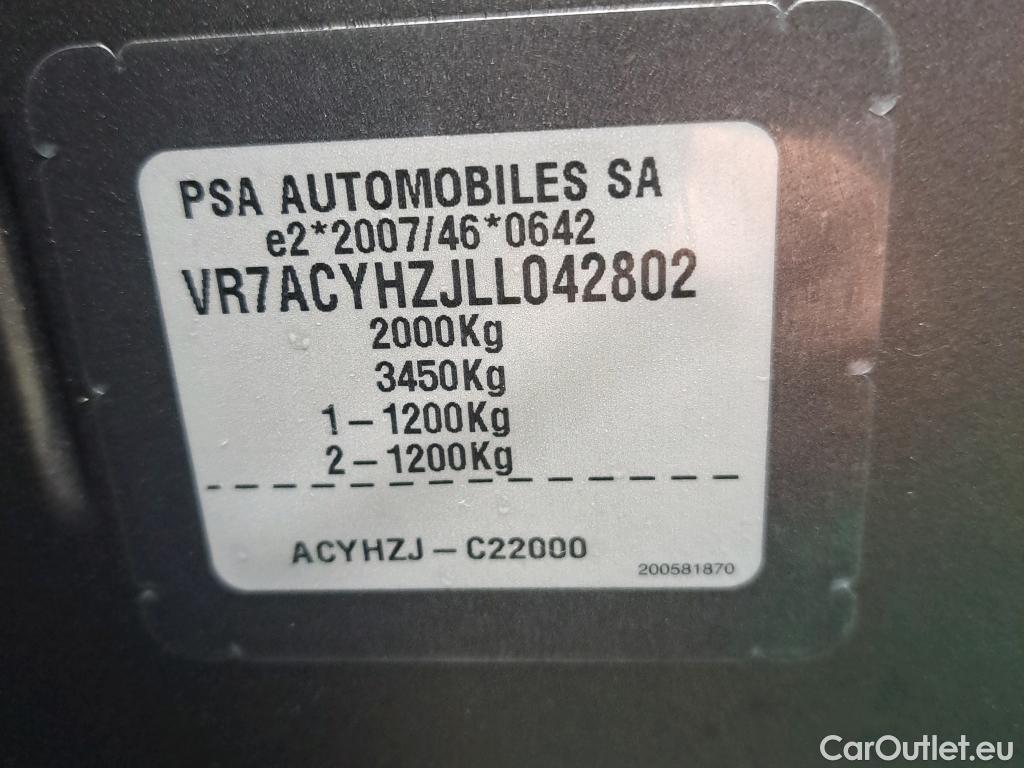 PSA AUTOMOBILES SA
e2*2007/46*0642
VR7ACYHZJLL042802
2000Kg
3450Kg
1-1200Kg
2-1200Kg
ACYHZJ-C22000
200581870
CarOutlet.eu